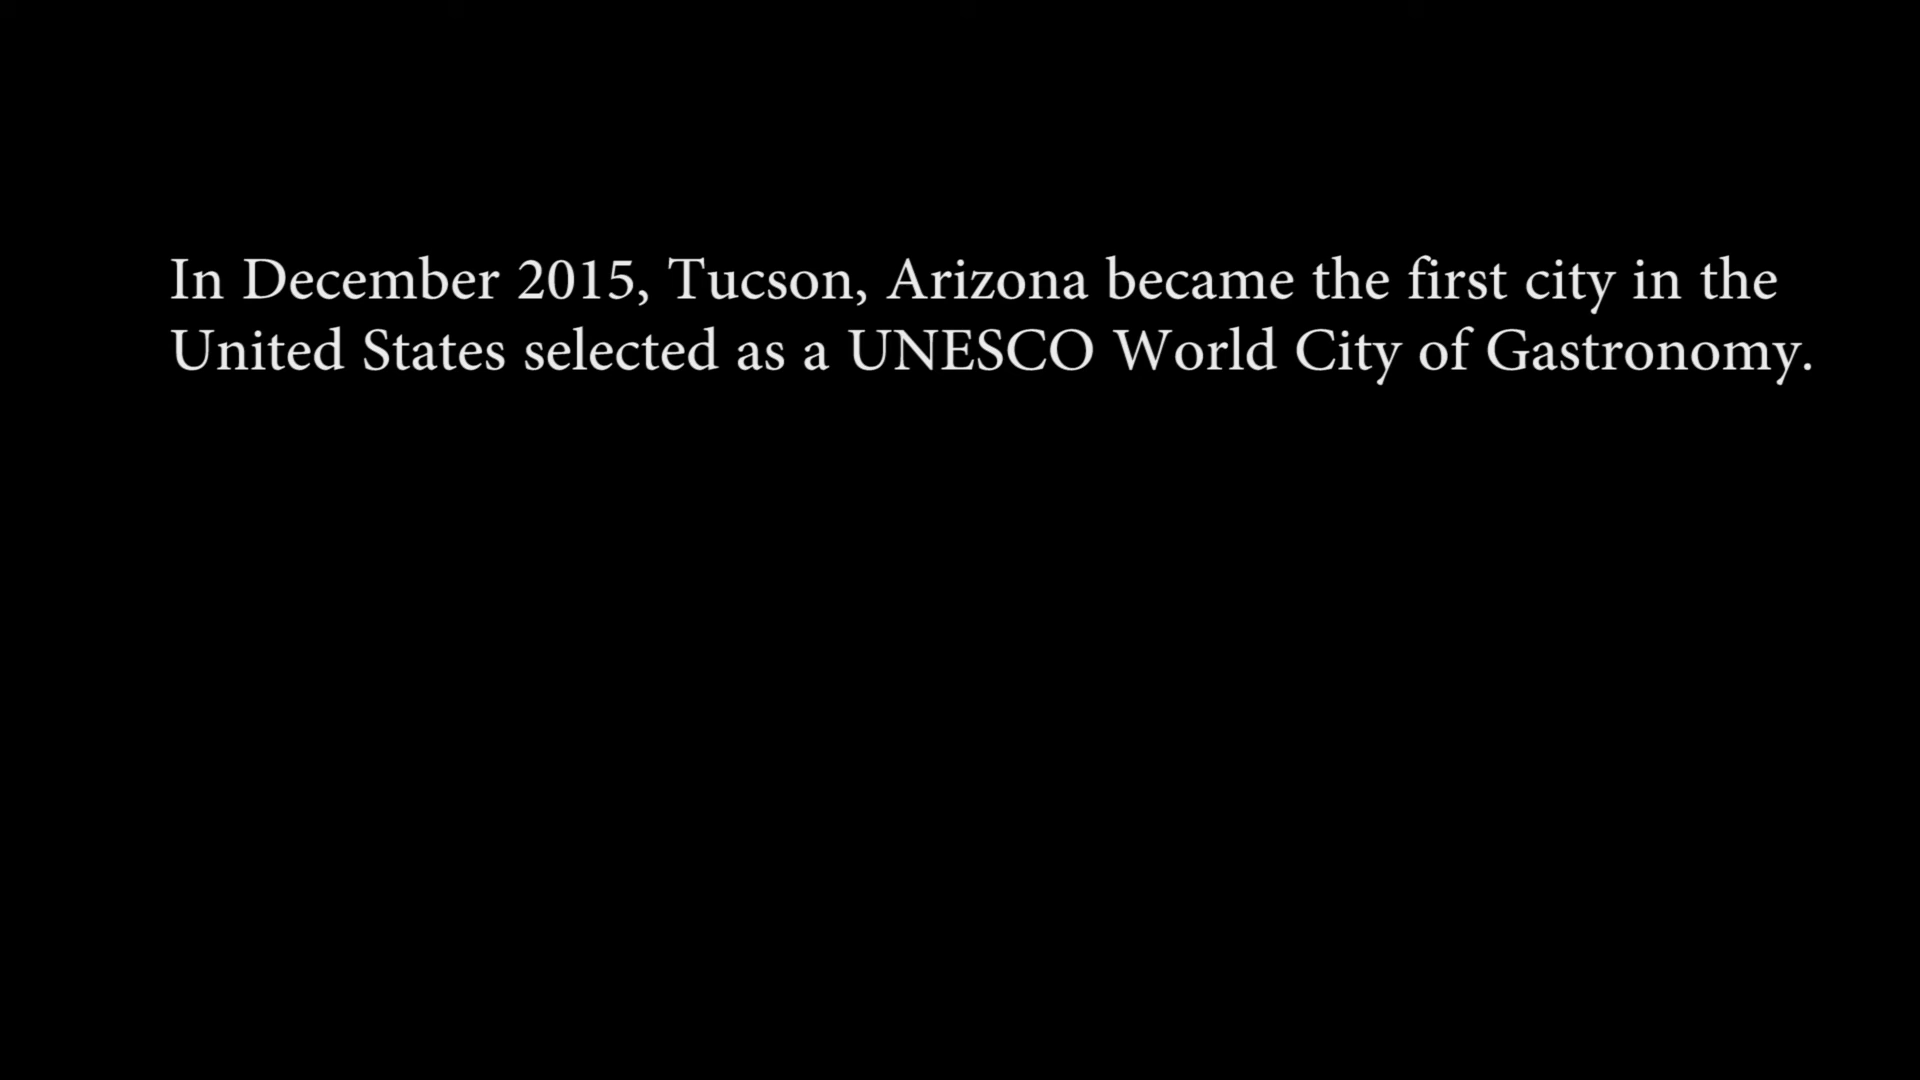 In December 2015, Tucson, Arizona became the first city in the
United States selected as a UNESCO World City of Gastronomy.